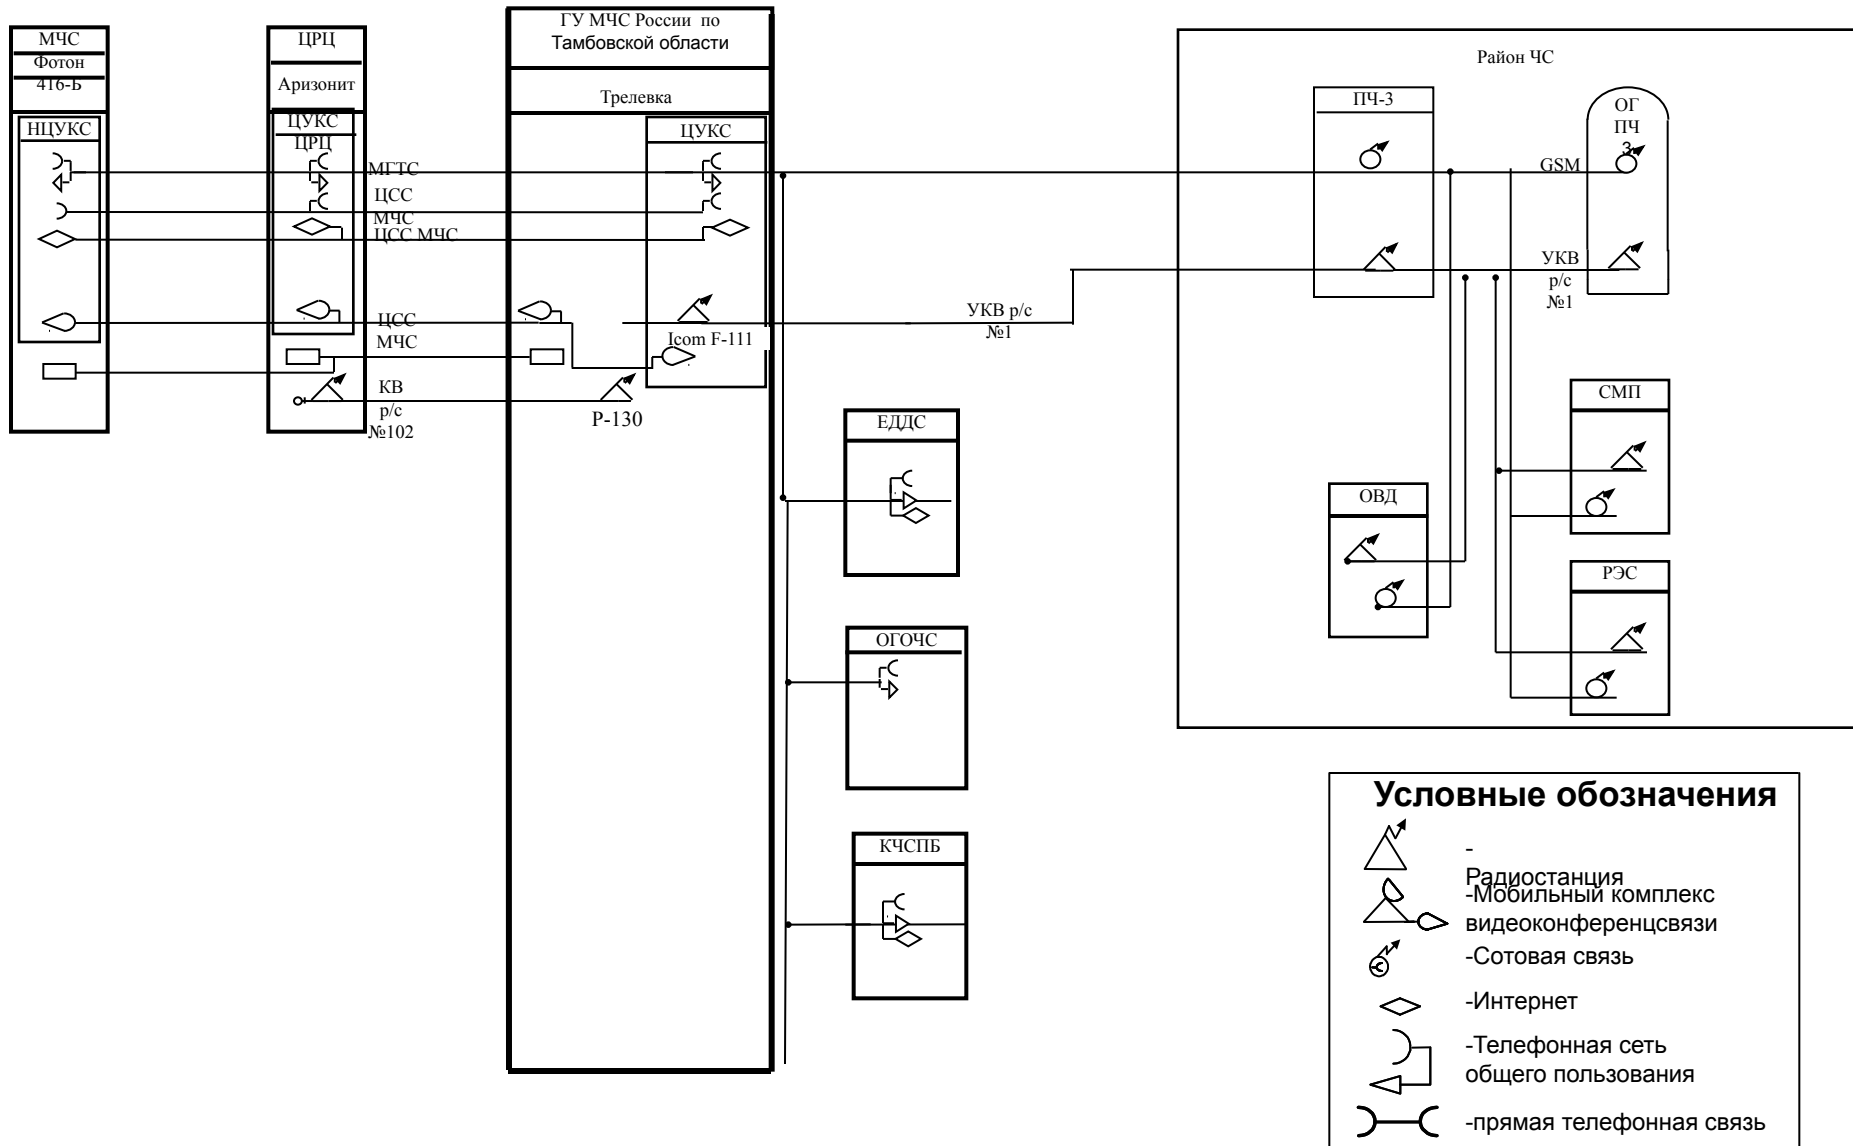 МЧС
Фотон
416-Б
НЦУКС
ЦРЦ
Аризонит
ЦУКС
ЦРЦ
МГТС
ЦСС
МЧС
ЦСС МЧС
ЦСС
МЧС
КВ
р/с
№102
ГУ МЧС России по
Тамбовской области
Трелевка
ЦУКС
Icom F-111
Р-130
УКВ р/с
№1
ЕДДС
ОГОЧС
КЧСПБ
Район ЧС
ПЧ-3
ОГ
ПЧ
3
GSM
УКВ
р/с
№1
СМП
ОВД
РЭС
Условные обозначения
-
Радиостанция
-Мобильный комплекс
видеоконференцсвязи
-Сотовая связь
-Интернет
-Телефонная сеть
общего пользования
-прямая телефонная связь